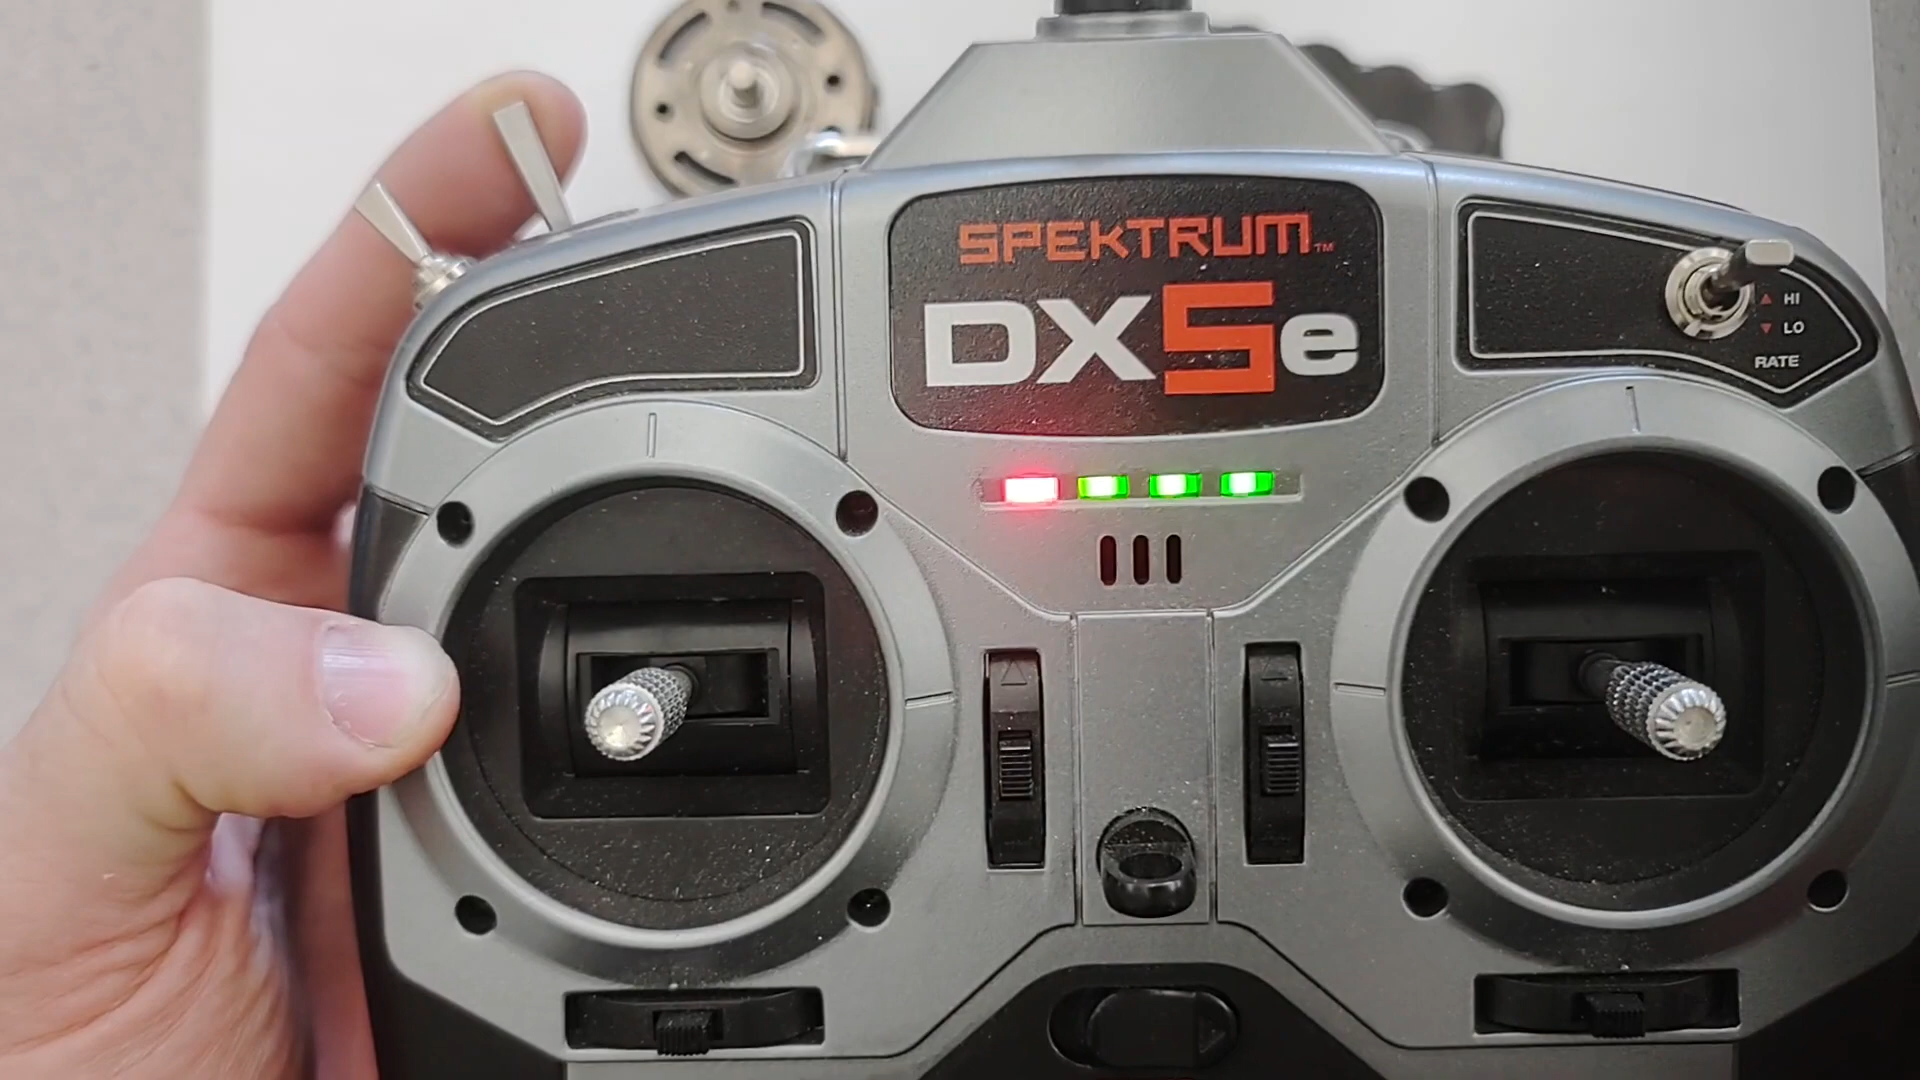 SPEKTRUM™
DX5e
▲ HI
▼ LO
RATE